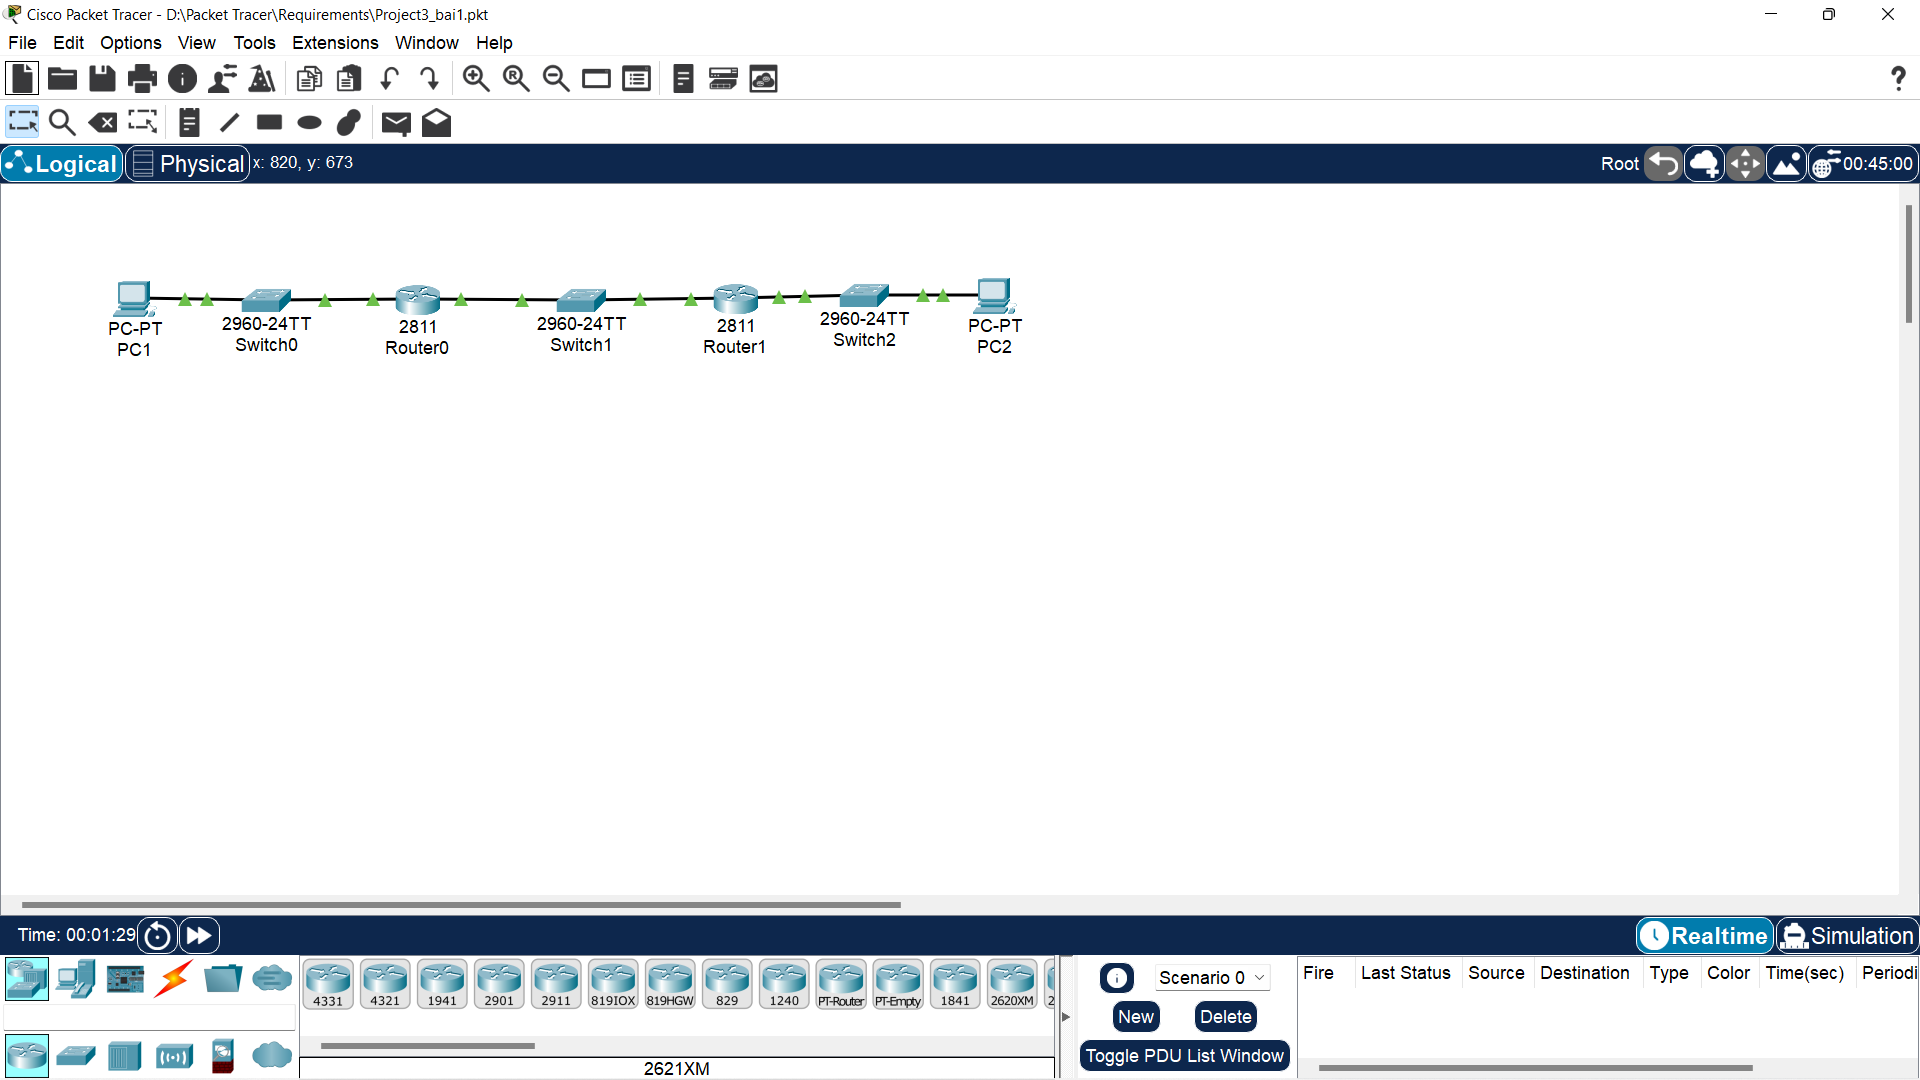 Cisco Packet Tracer - D:\Packet Tracer\Requirements\Project3_bai1.pkt
File Edit Options View Tools Extensions Window Help
Logical Physical x: 820, y: 673 Root 00:45:00
PC-PT
PC1
2960-24TT
Switch0
2811
Router0
2960-24TT
Switch1
2811
Router1
2960-24TT
Switch2
PC-PT
PC2
Time: 00:01:29 Realtime Simulation
4331 4321 1941 2901 2911 819IOX 819HGW 829 1240 PT-Router PT-Empty 1841 2620XM 2
2621XM
Scenario 0
New Delete
Toggle PDU List Window
Fire Last Status Source Destination Type Color Time(sec) Periodi